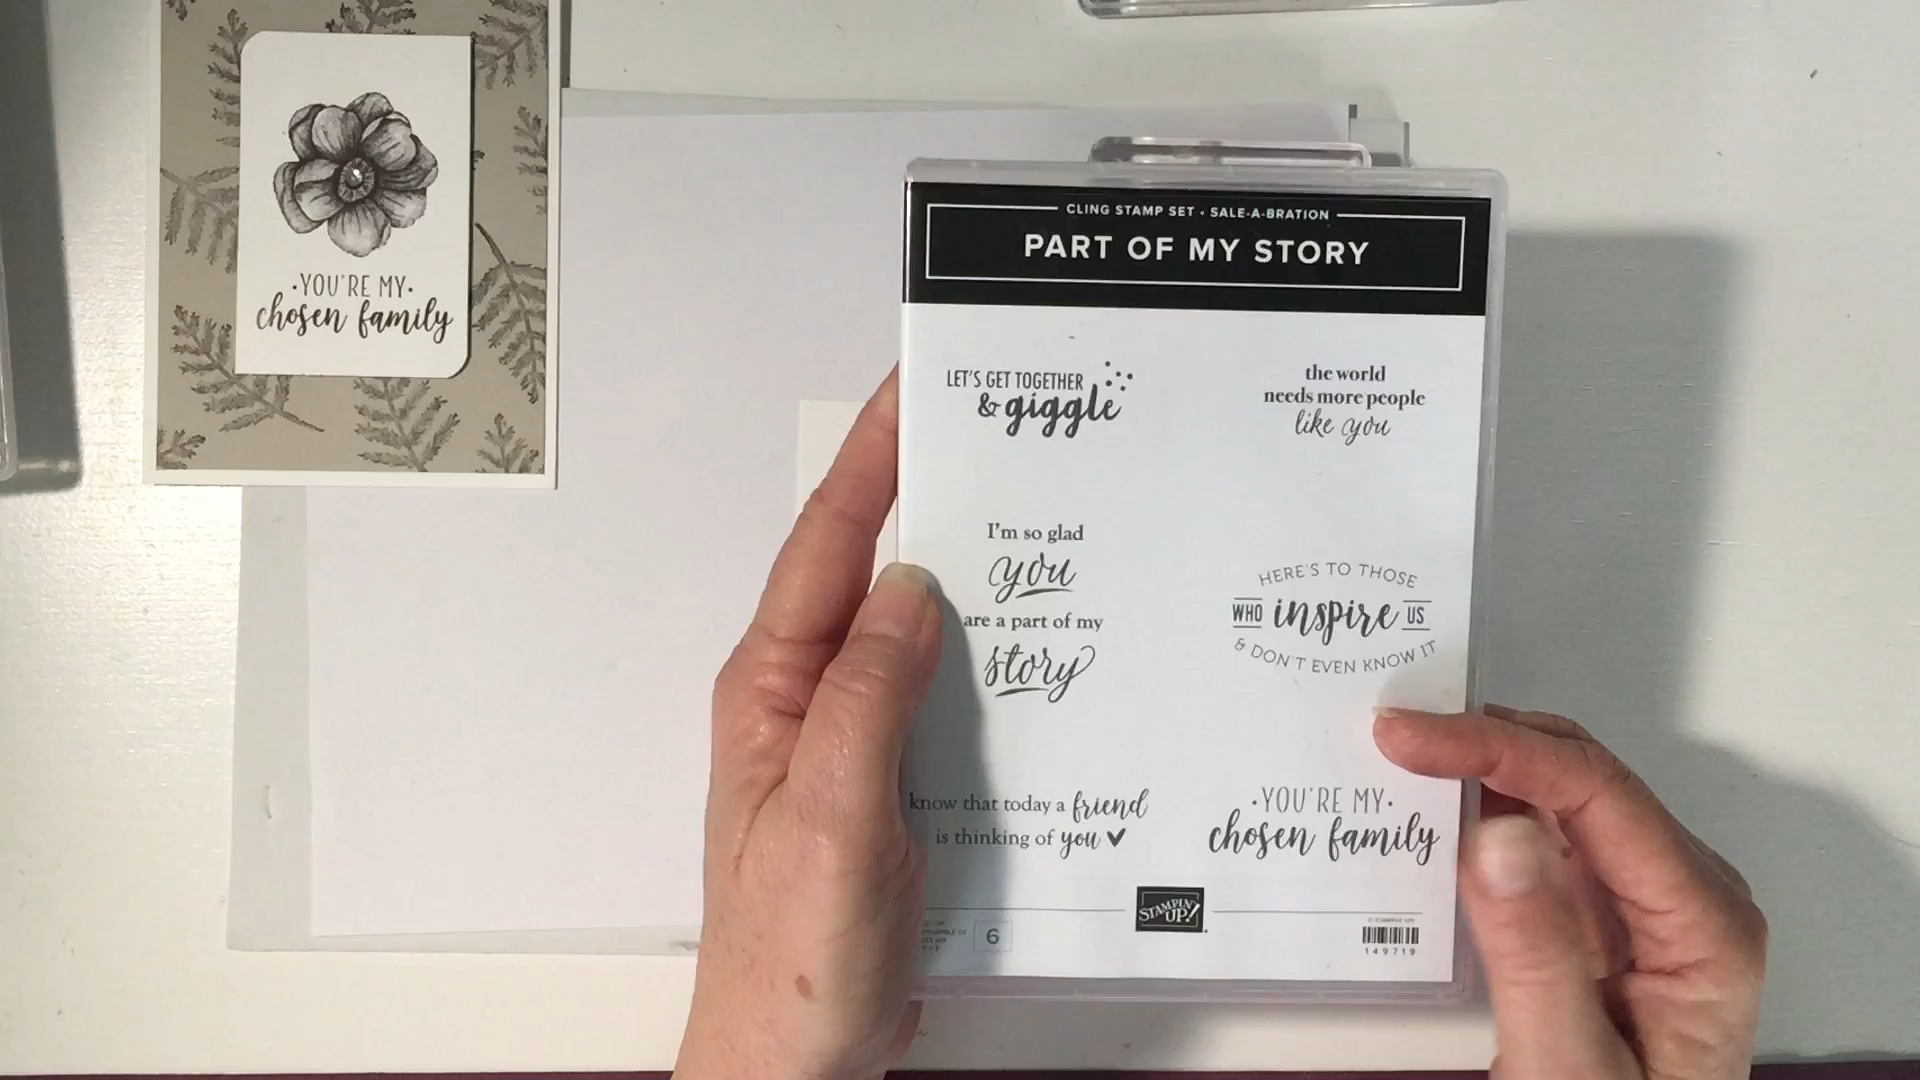 ·YOU'RE MY·
chosen family
CLING STAMP SET • SALE-A-BRATION
PART OF MY STORY
LET'S GET TOGETHER
& giggle
the world
needs more people
like you
I'm so glad
you
are a part of my
story
HERE'S TO THOSE
WHO inspire US
& DON'T EVEN KNOW IT
know that today a friend
is thinking of you
·YOU'RE MY·
chosen family
STAMPIN'
UP!
6
149719